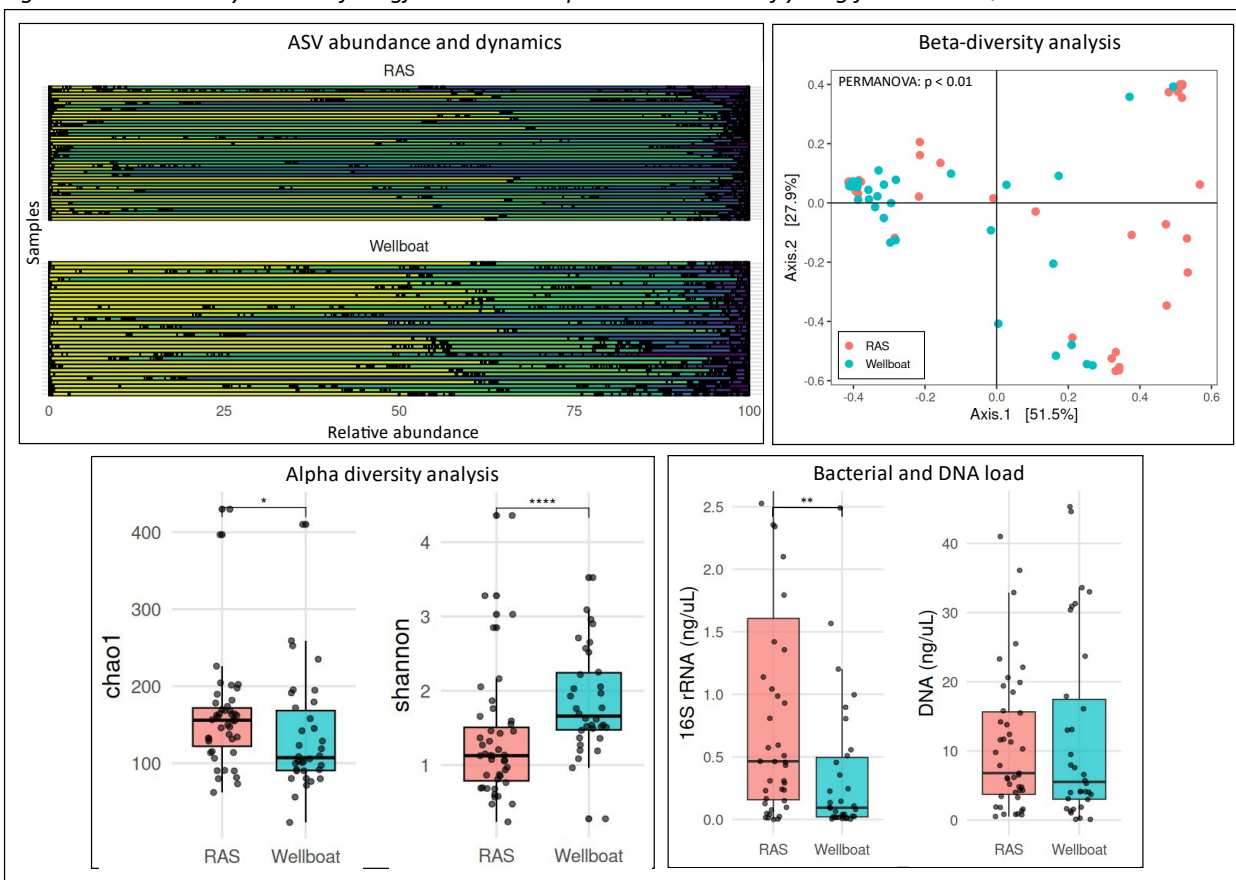 ASV abundance and dynamics
RAS
Samples
Wellboat
0 25 50 75 100
Relative abundance
Beta-diversity analysis
PERMANOVA: p < 0.01
0.4
0.2
0.0
-0.2
-0.4
-0.6
Axis.2 [27.9%]
RAS
Wellboat
-0.4 -0.2 0.0 0.2 0.4 0.6
Axis.1 [51.5%]
Alpha diversity analysis
*
400
300
200
100
chao1
RAS Wellboat
****
4
3
2
1
shannon
RAS Wellboat
Bacterial and DNA load
**
2.5
2.0
1.5
1.0
0.5
0.0
16S rRNA (ng/uL)
RAS Wellboat
40
30
20
10
0
DNA (ng/uL)
RAS Wellboat